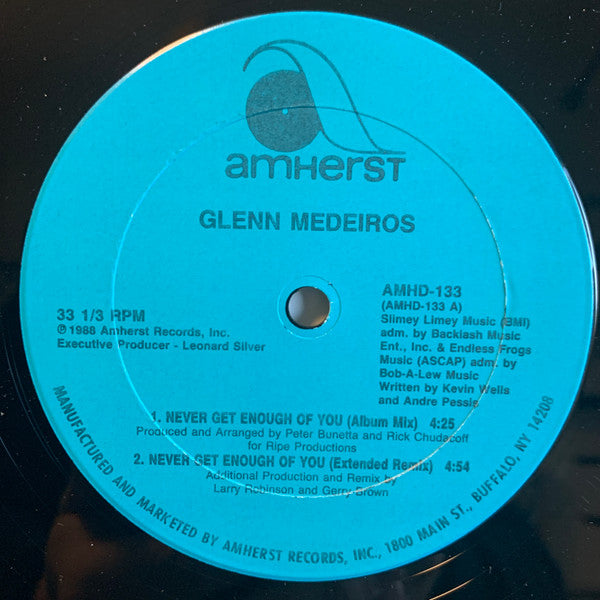 amherst
GLENN MEDEIROS
33 1/3 RPM
℗1988 Amherst Records, Inc.
Executive Producer - Leonard Silver
AMHD-133
(AMHD-133 A)
Slimey Limey Music (BMI)
adm. by Backlash Music
Ent., Inc. & Endless Frogs
Music (ASCAP) adm. by
Bob-A-Lew Music
Written by Kevin Wells
and Andre Pessis
1. NEVER GET ENOUGH OF YOU (Album Mix) 4:25
Produced and Arranged by Peter Bunetta and Rick Chudacoff
for Ripe Productions
2. NEVER GET ENOUGH OF YOU (Extended Remix) 4:54
Additional Production and Remix by
Larry Robinson and Gerry Brown
MANUFACTURED AND MARKETED BY AMHERST RECORDS, INC., 1800 MAIN ST., BUFFALO, NY 14208